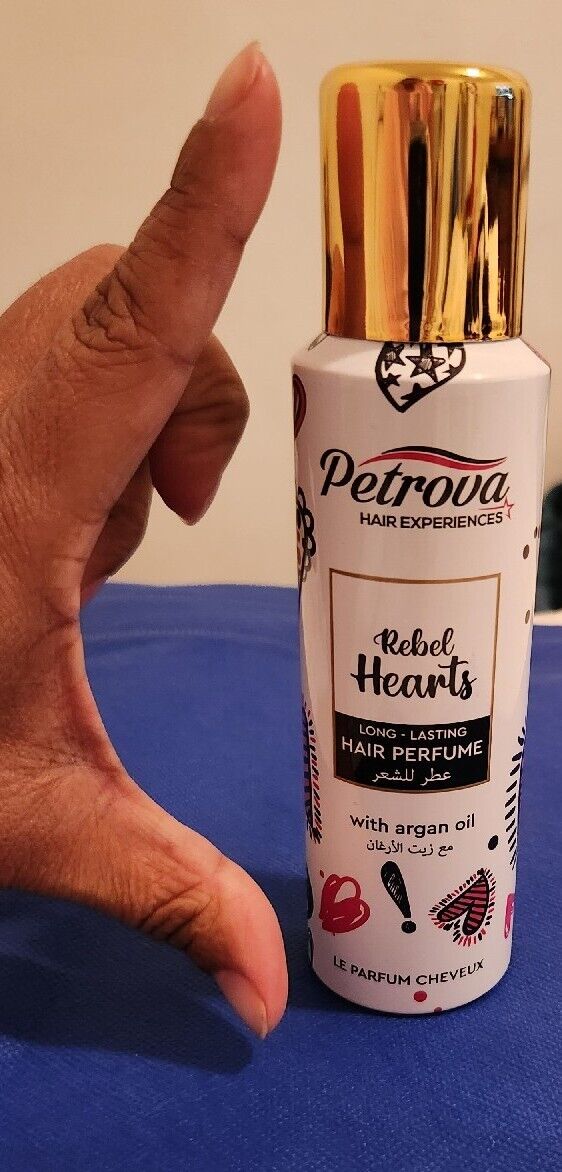 Petrova
HAIR EXPERIENCES
Rebel
Hearts
LONG - LASTING
HAIR PERFUME
عطر للشعر
with argan oil
مع زيت الأرغان
LE PARFUM CHEVEUX